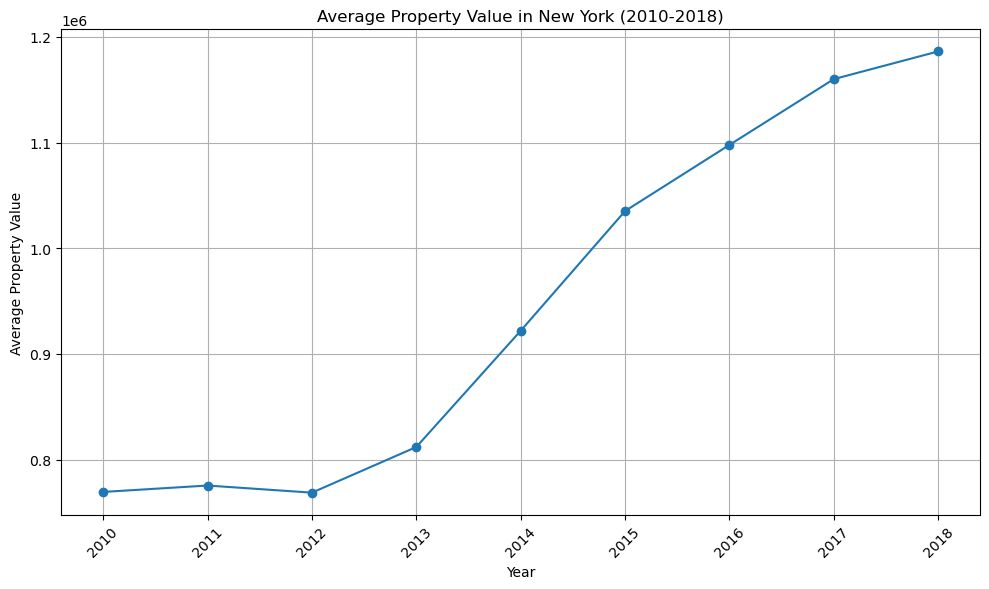 Average Property Value in New York (2010-2018)
1e6
1.2
1.1
1.0
0.9
0.8
Average Property Value
2010 2011 2012 2013 2014 2015 2016 2017 2018
Year